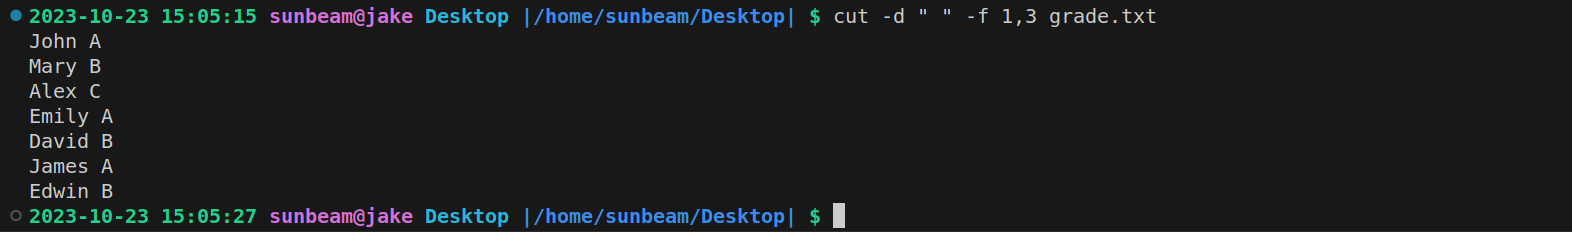 2023-10-23 15:05:15 sunbeam@jake Desktop |/home/sunbeam/Desktop| $ cut -d " " -f 1,3 grade.txt
John A
Mary B
Alex C
Emily A
David B
James A
Edwin B
2023-10-23 15:05:27 sunbeam@jake Desktop |/home/sunbeam/Desktop| $